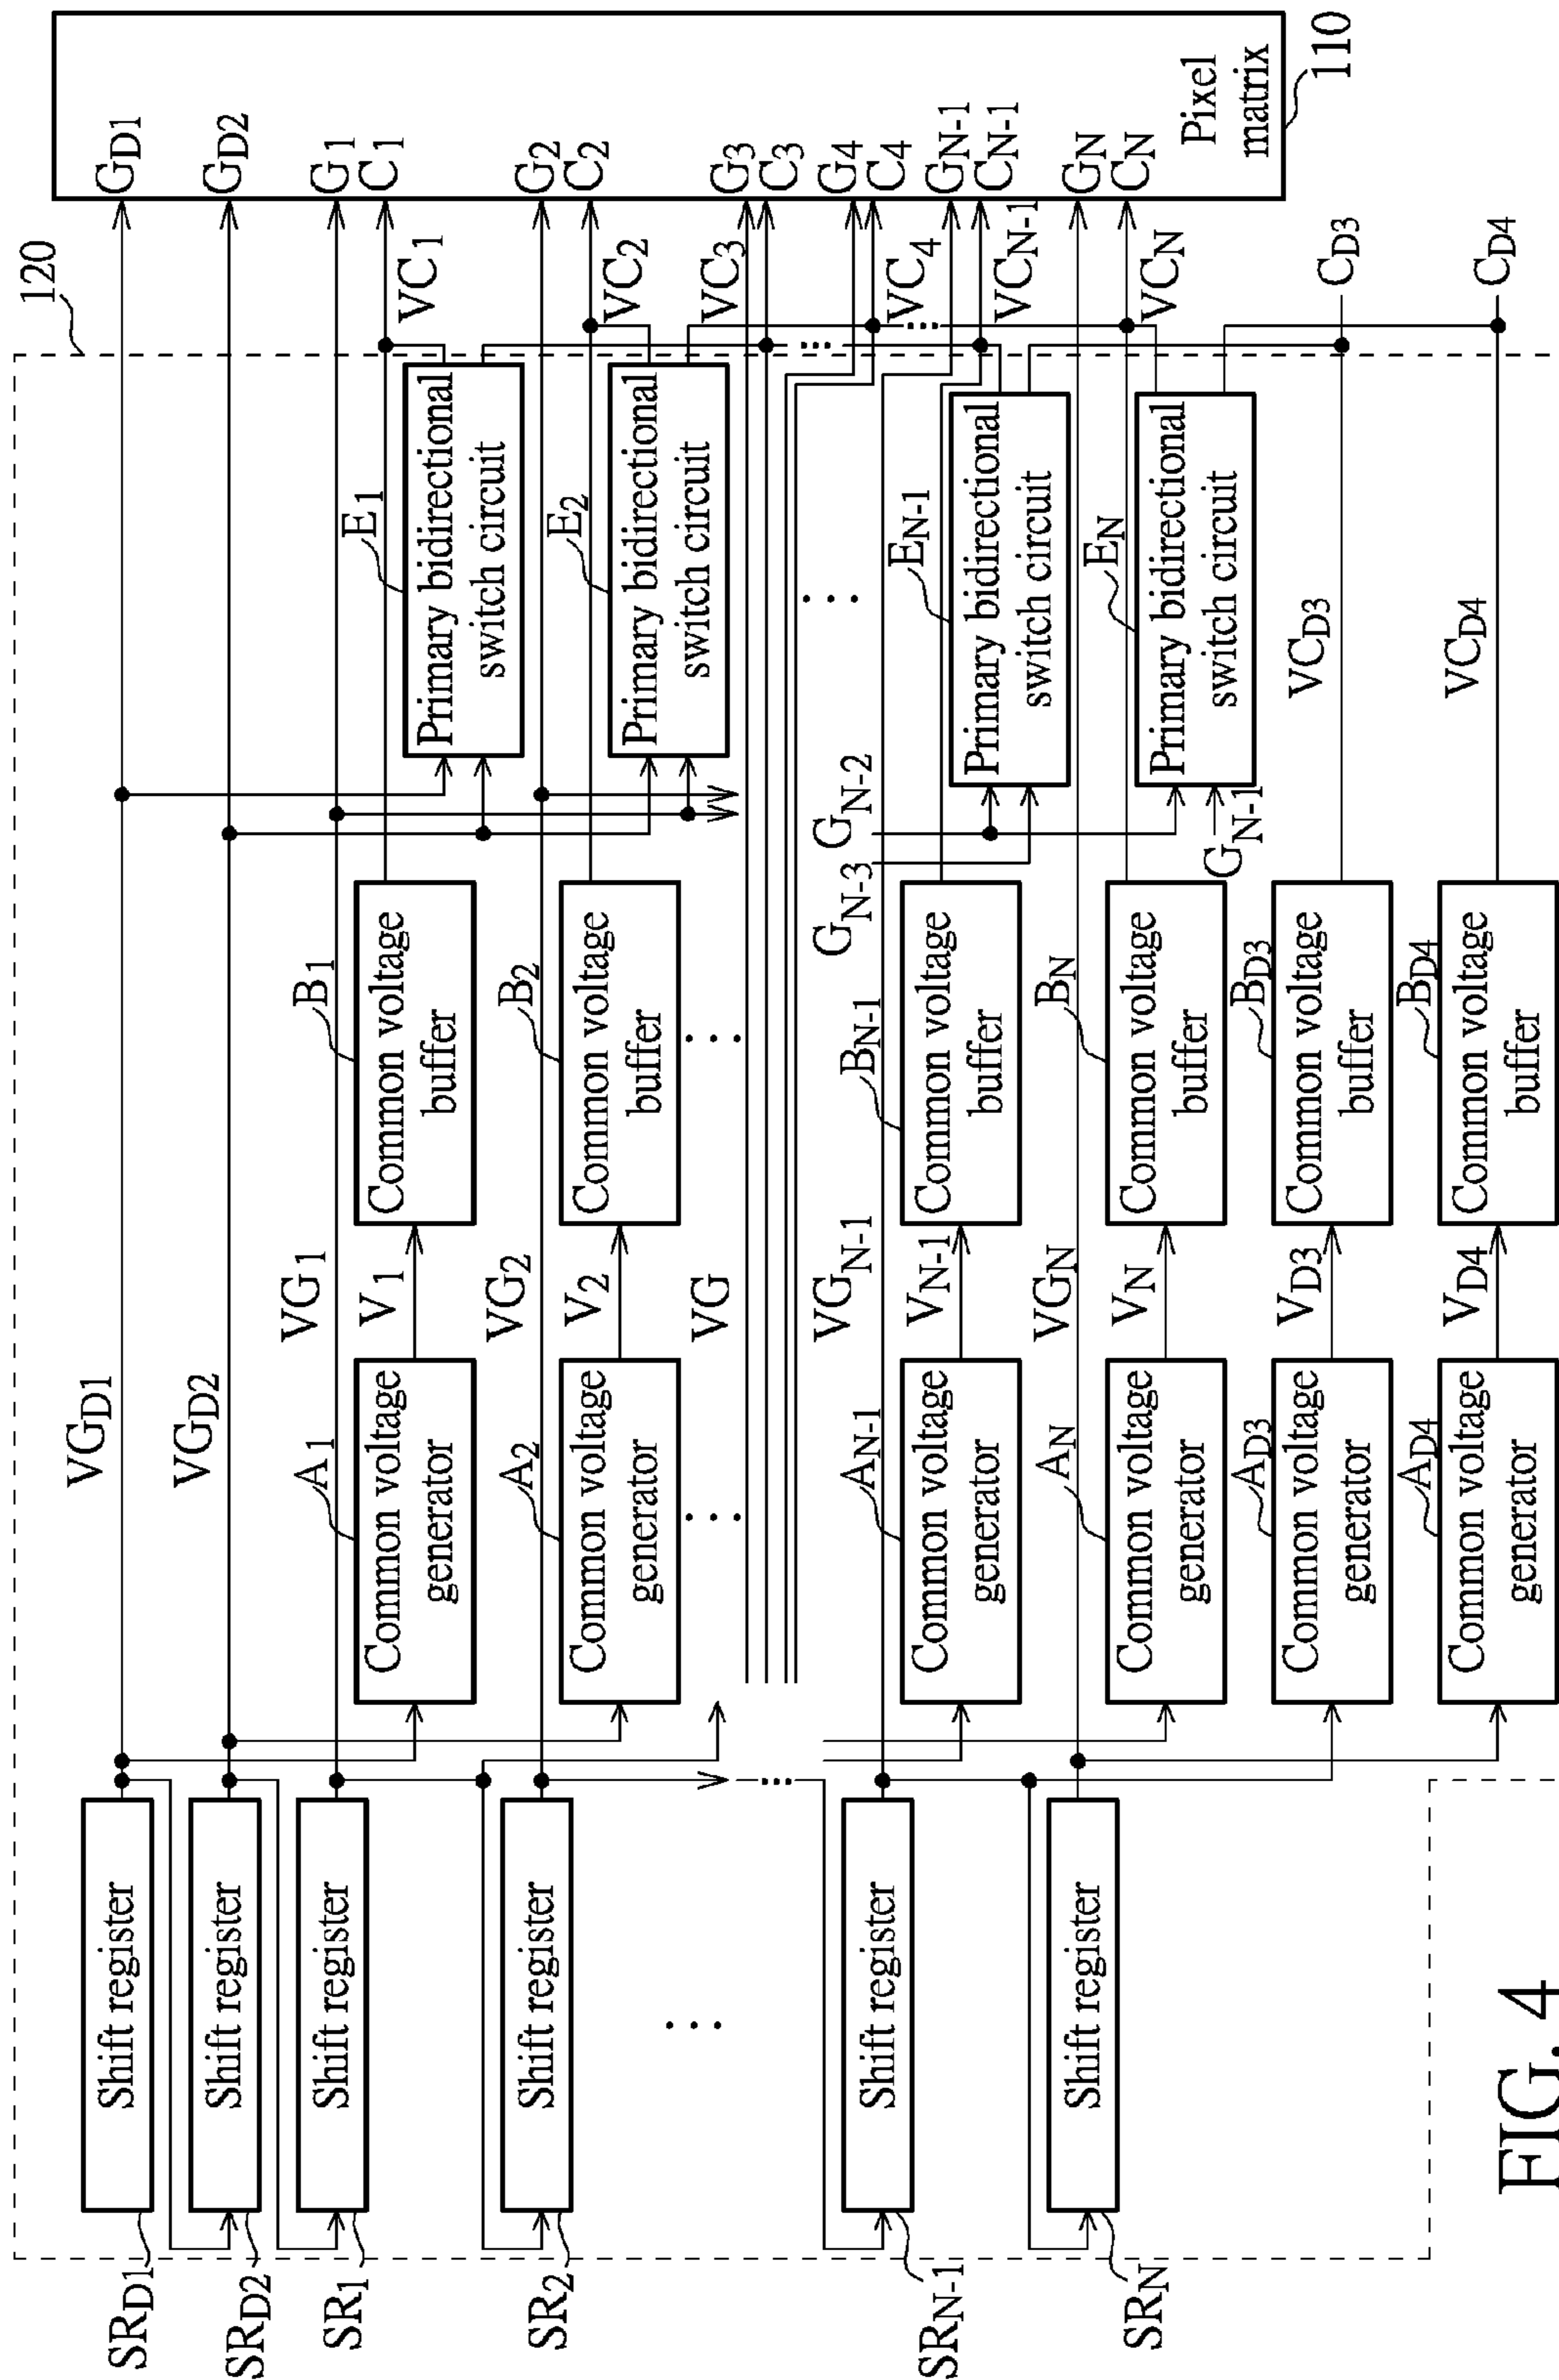 120
SRD1
Shift register
VGD1
GD1
SRD2
Shift register
VGD2
GD2
SR1
Shift register
VG1
G1
A1
Common voltage
generator
V1
B1
Common voltage
buffer
E1
Primary bidirectional
switch circuit
VC1
C1
SR2
Shift register
VG2
G2
A2
Common voltage
generator
V2
B2
Common voltage
buffer
E2
Primary bidirectional
switch circuit
VC2
C2
VG
G3
VC3
C3
G4
VC4
C4
...
SRN-1
Shift register
VGN-1
GN-3
GN-2
GN-1
AN-1
Common voltage
generator
VN-1
BN-1
Common voltage
buffer
EN-1
Primary bidirectional
switch circuit
VCN-1
CN-1
SRN
Shift register
VGN
GN
AN
Common voltage
generator
VN
BN
Common voltage
buffer
GN-1
EN
Primary bidirectional
switch circuit
VCN
CN
Pixel
matrix
110
AD3
Common voltage
generator
VD3
BD3
Common voltage
buffer
VCD3
CD3
AD4
Common voltage
generator
VD4
BD4
Common voltage
buffer
VCD4
CD4
FIG. 4